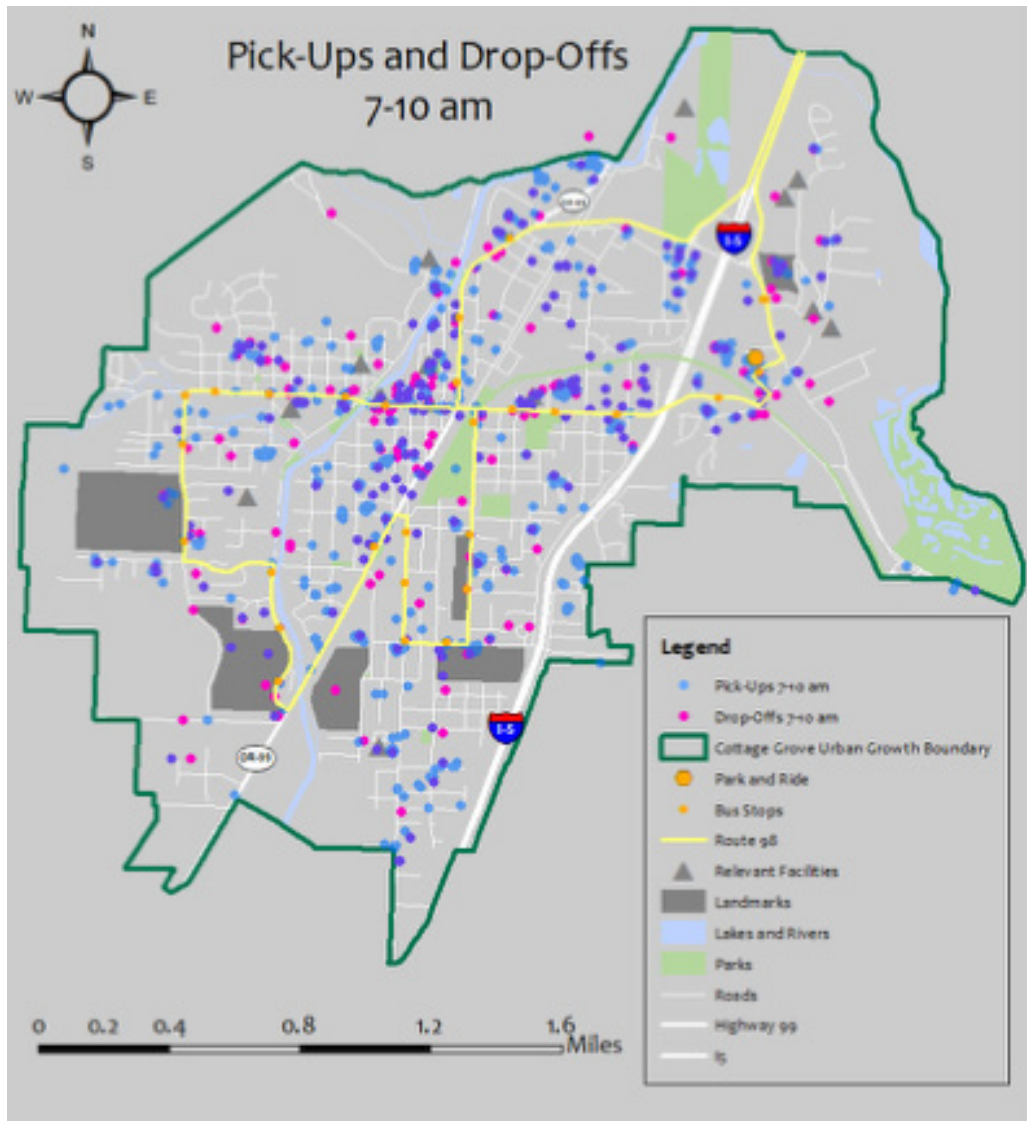 N
W E
S
Pick-Ups and Drop-Offs
7-10 am
I-5
Legend
Pick-Ups 7-10 am
Drop-Offs 7-10 am
Cottage Grove Urban Growth Boundary
Park and Ride
I-5
Bus Stops
OR-99
Route 98
Relevant Facilities
Landmarks
Lakes and Rivers
Parks
Roads
Highway 99
I5
0 0.2 0.4 0.8 1.2 1.6
Miles